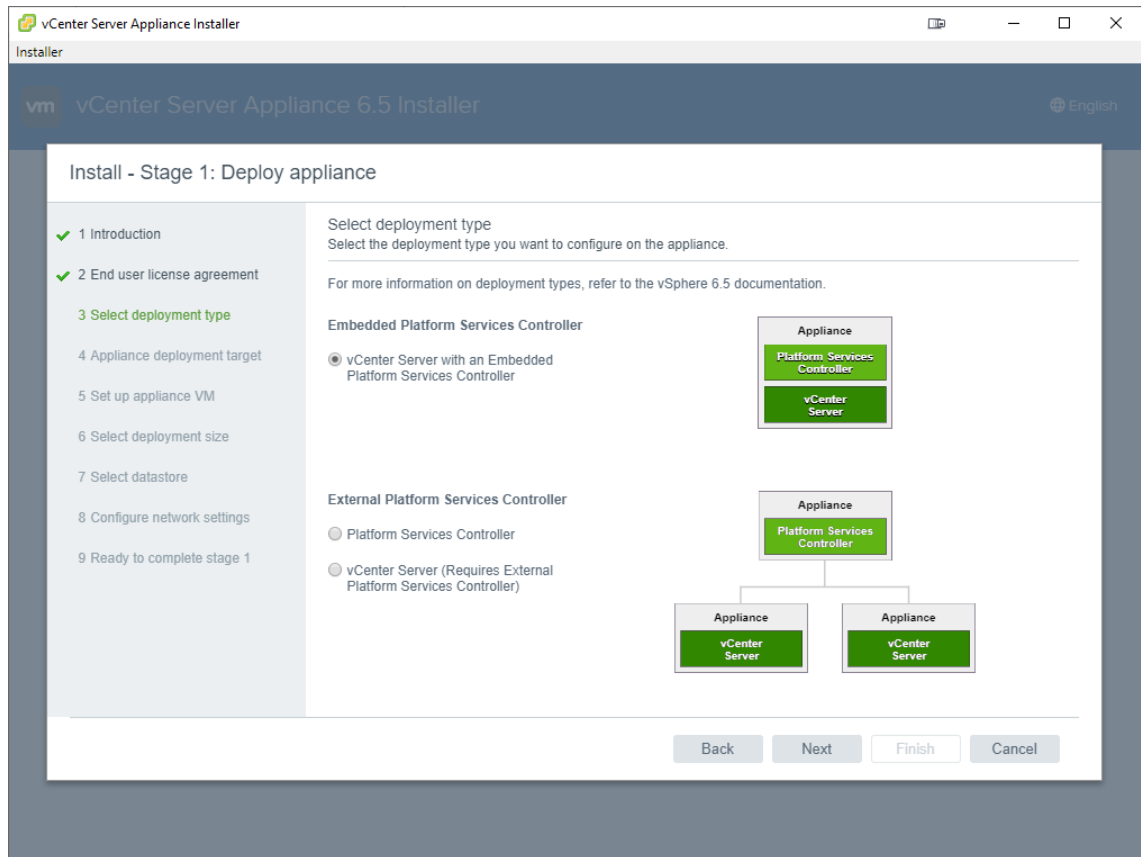 vCenter Server Appliance Installer
Installer
vm vCenter Server Appliance 6.5 Installer
English
Install - Stage 1: Deploy appliance
1 Introduction
2 End user license agreement
3 Select deployment type
4 Appliance deployment target
5 Set up appliance VM
6 Select deployment size
7 Select datastore
8 Configure network settings
9 Ready to complete stage 1
Select deployment type
Select the deployment type you want to configure on the appliance.
For more information on deployment types, refer to the vSphere 6.5 documentation.
Embedded Platform Services Controller
vCenter Server with an Embedded
Platform Services Controller
Appliance
Platform Services
Controller
vCenter
Server
External Platform Services Controller
Platform Services Controller
vCenter Server (Requires External
Platform Services Controller)
Appliance
Platform Services
Controller
Appliance
vCenter
Server
Appliance
vCenter
Server
Back
Next
Finish
Cancel